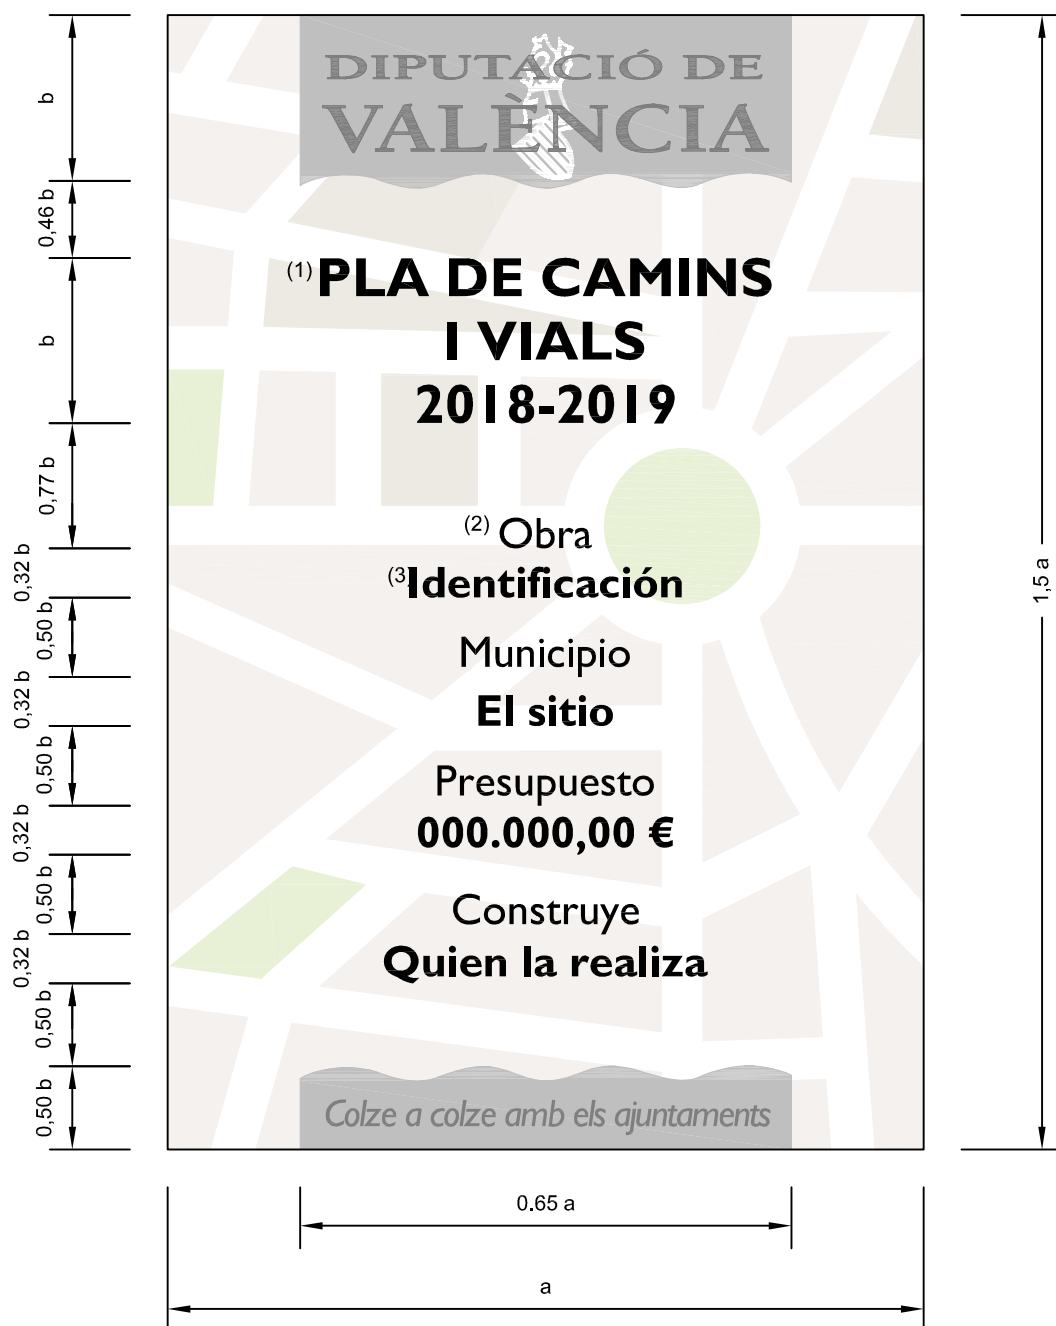 DIPUTACIÓ DE
VALÈNCIA
(1) PLA DE CAMINS
I VIALS
2018-2019
(2) Obra
(3) Identificación
Municipio
El sitio
Presupuesto
000.000,00 €
Construye
Quien la realiza
Colze a colze amb els ajuntaments
b
0,46 b
b
0,77 b
0,32 b
0,50 b
0,32 b
0,50 b
0,32 b
0,50 b
0,32 b
0,50 b
0,50 b
1,5 a
0.65 a
a